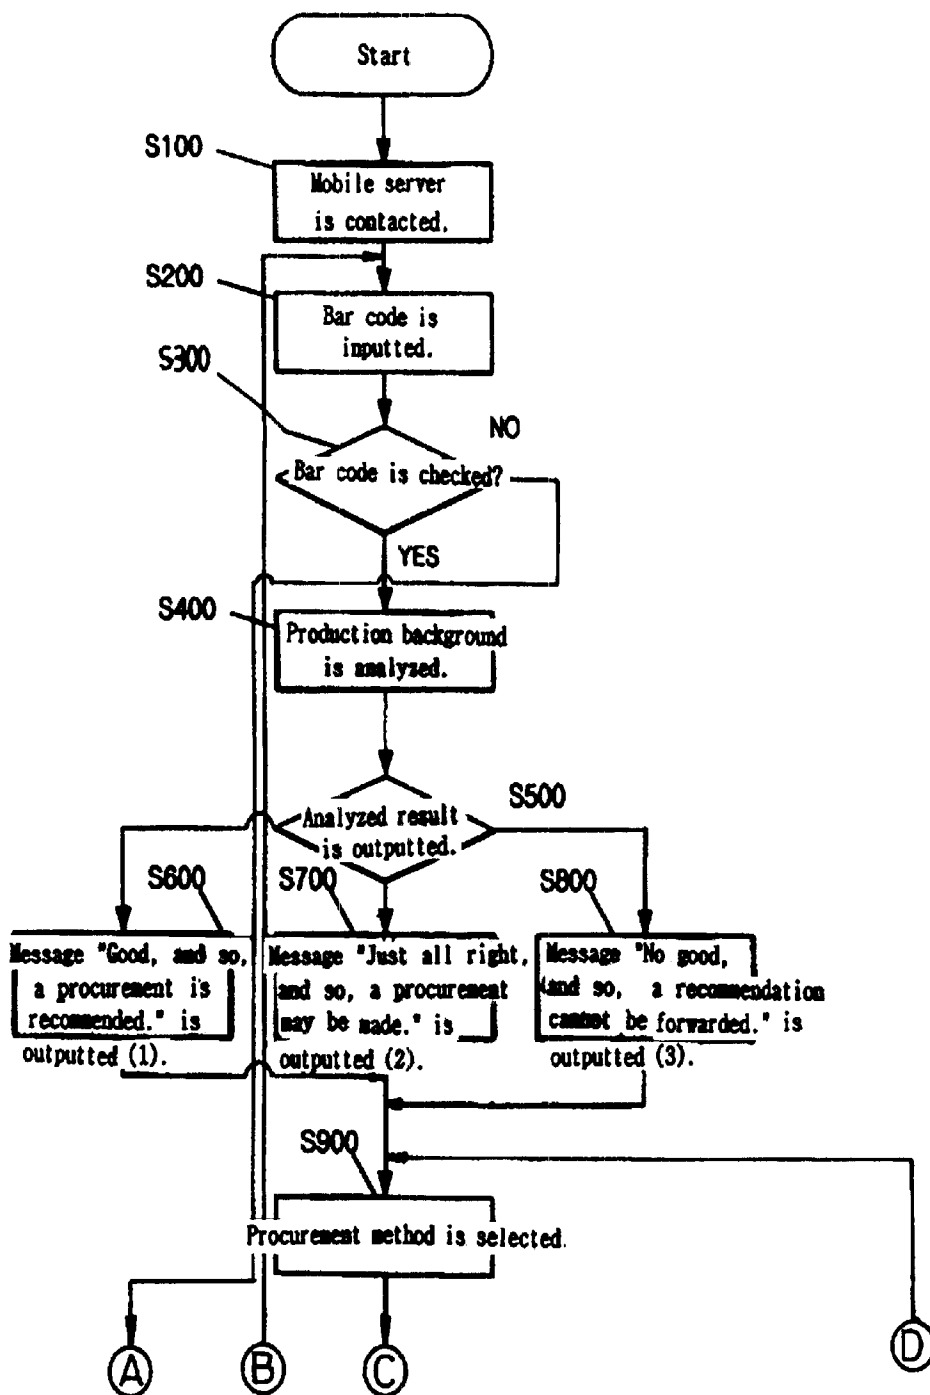 Start
S100
Mobile server
is contacted.
S200
Bar code is
inputted.
S300
NO
Bar code is checked?
YES
S400
Production background
is analyzed.
S500
Analyzed result
is outputted.
S600
S700
S800
Message "Good, and so,
a procurement is
recommended." is
outputted (1).
Message "Just all right,
and so, a procurement
may be made." is
outputted (2).
Message "No good,
and so, a recommendation
cannot be forwarded." is
outputted (3).
S900
Procurement method is selected.
A
B
C
D